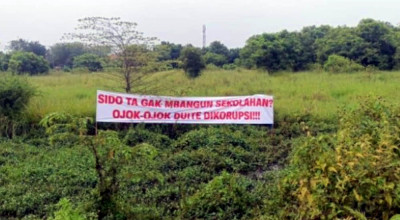 SIDO TA GAK MBANGUN SEKOLAHAN?
OJOK-OJOK DUITE DIKORUPSI!!!